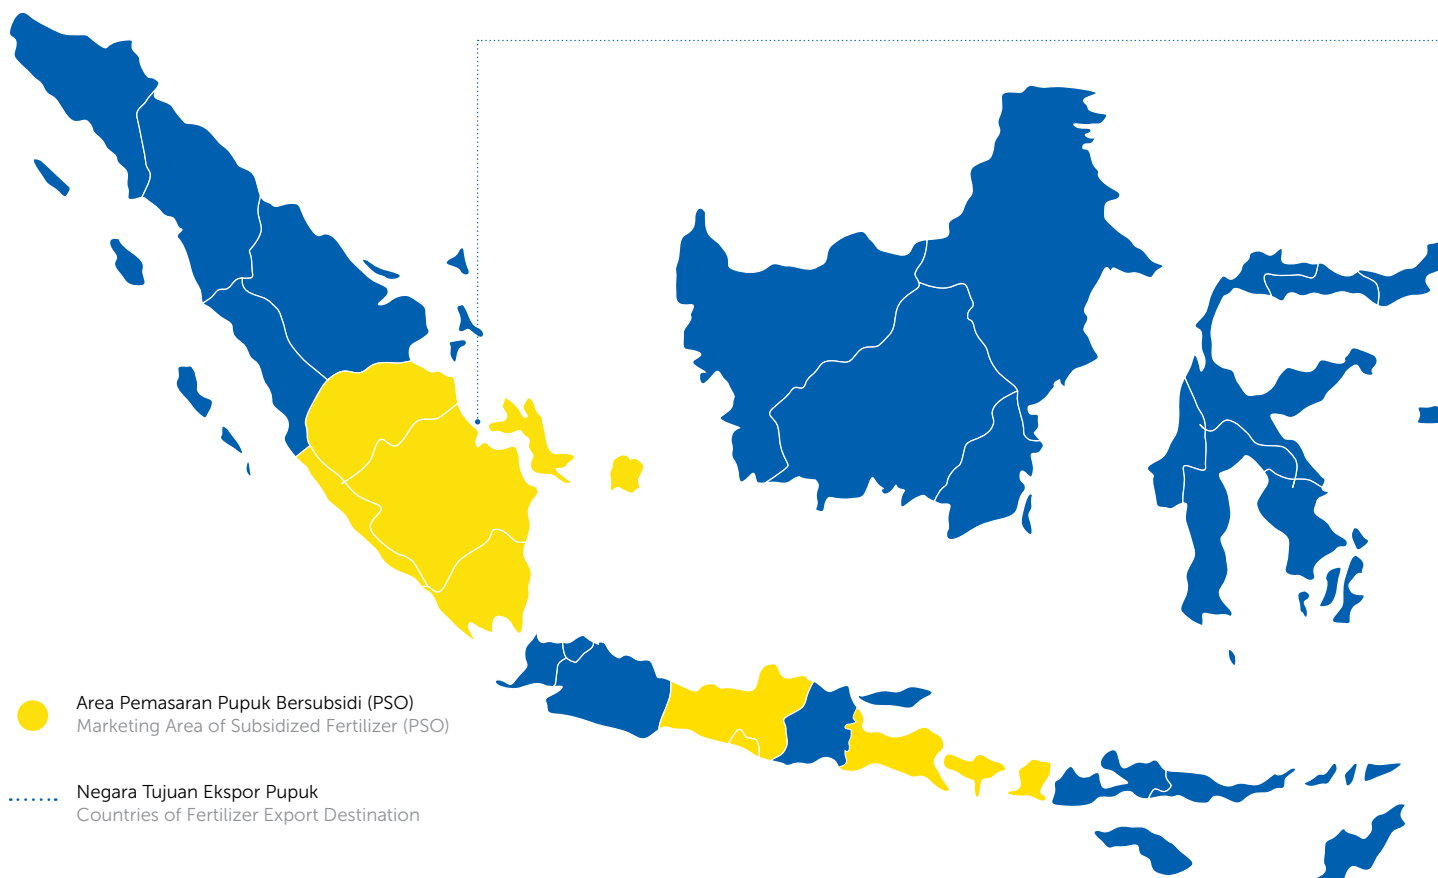 Area Pemasaran Pupuk Bersubsidi (PSO)
Marketing Area of Subsidized Fertilizer (PSO)
Negara Tujuan Ekspor Pupuk
Countries of Fertilizer Export Destination